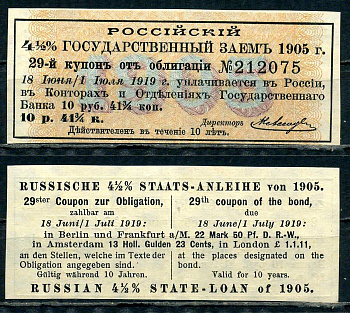 РОССІЙСКІЙ
4½% ГОСУДАРСТВЕННЫЙ ЗАЕМЪ 1905 г.
29-й купонъ отъ облигаціи №212075
18 Іюня/1 Іюля 1919 г. уплачивается въ Россіи,
въ Конторахъ и Отдѣленіяхъ Государственнаго
Банка 10 руб. 41¾ коп.
10 р. 41¾ к. Директоръ
Дѣйствителенъ въ теченіе 10 лѣтъ.
RUSSISCHE 4½% STAATS-ANLEIHE von 1905.
29ster Coupon zur Obligation,
zahlbar am
18 Juni/1 Juli 1919:
29th coupon of the bond,
due
18 June/1 July 1919:
in Berlin und Frankfurt a/M. 22 Mark 50 Pf. D. R.-W.,
in Amsterdam 13 Holl. Gulden 23 Cents, in London £ 1.1.11,
an den Stellen, welche im Texte der
Obligation angegeben sind.
Gültig während 10 Jahren.
at the places designated on the
bond.
Valid for 10 years.
RUSSIAN 4½% STATE-LOAN of 1905.